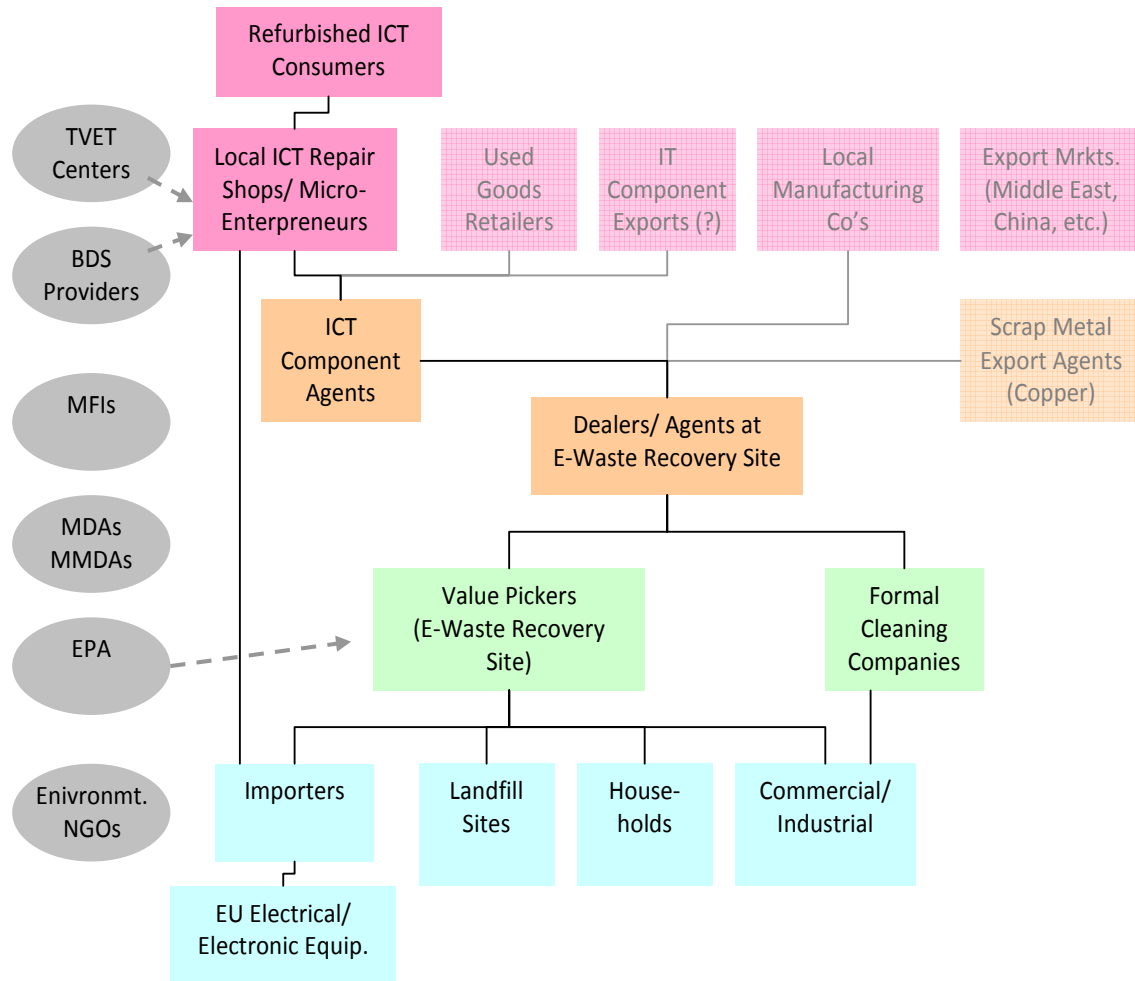 Refurbished ICT
Consumers
TVET
Centers
Local ICT Repair
Shops/ Micro-
Enterpreneurs
Used
Goods
Retailers
IT
Component
Exports (?)
Local
Manufacturing
Co's
Export Mrkts.
(Middle East,
China, etc.)
BDS
Providers
ICT
Component
Agents
Scrap Metal
Export Agents
(Copper)
MFIs
Dealers/ Agents at
E-Waste Recovery Site
MDAs
MMDAs
Value Pickers
(E-Waste Recovery
Site)
Formal
Cleaning
Companies
EPA
Enivronmt.
NGOs
Importers
Landfill
Sites
House-
holds
Commercial/
Industrial
EU Electrical/
Electronic Equip.